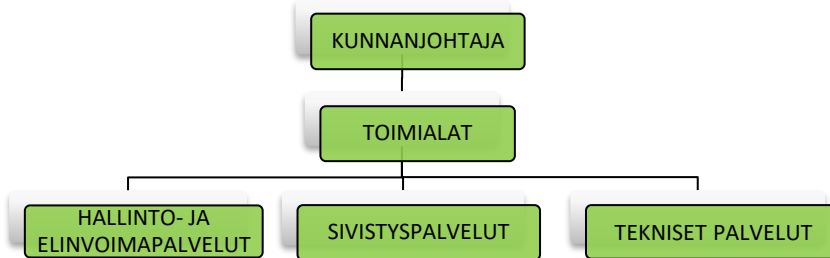 KUNNANJOHTAJA
TOIMIALAT
HALLINTO- JA
ELINVOIMAPALVELUT
SIVISTYSPALVELUT
TEKNISET PALVELUT